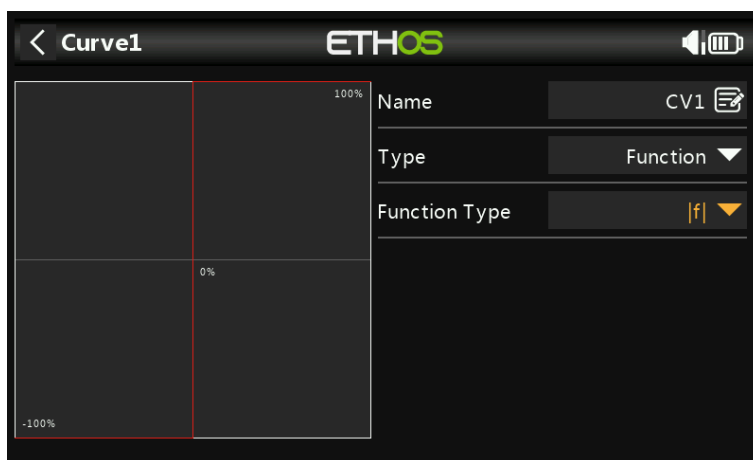 Curve1
ETHOS
100%
Name
CV1
Type
Function
Function Type
|f|
0%
-100%